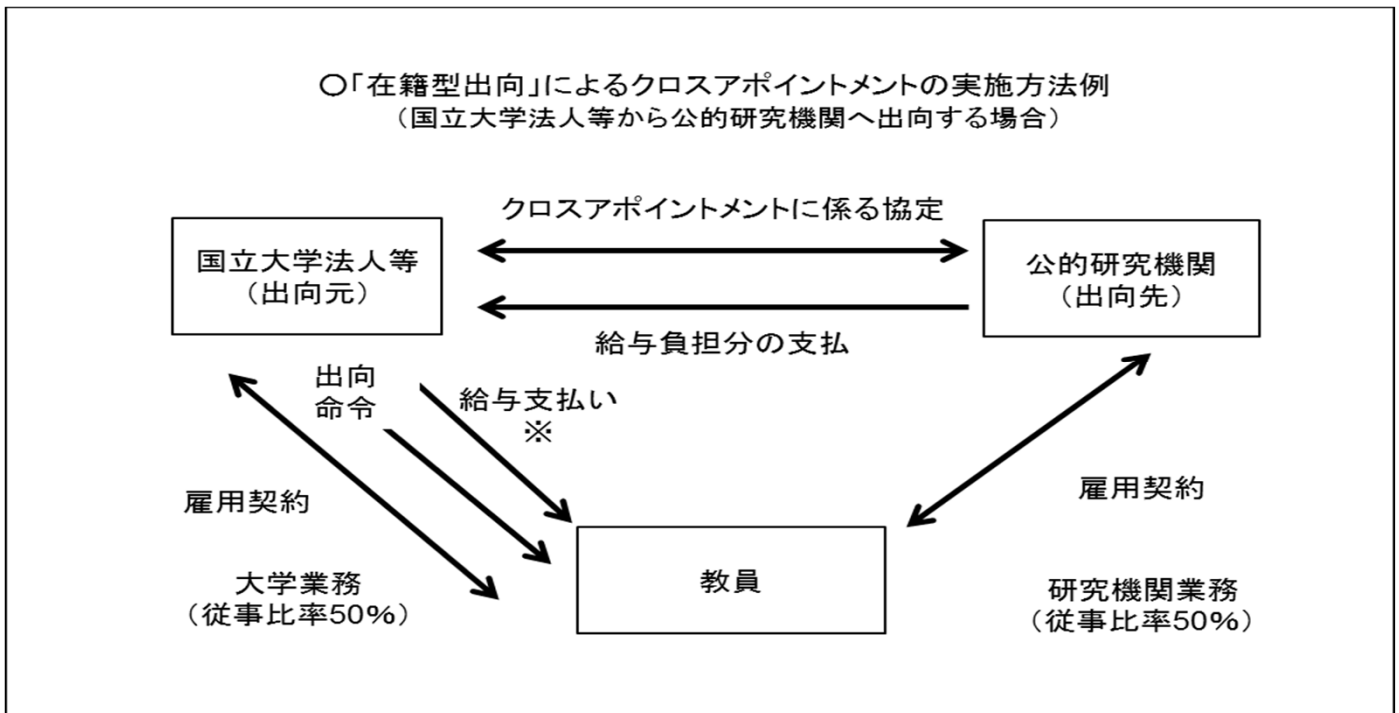 〇「在籍型出向」によるクロスアポイントメントの実施方法例
（国立大学法人等から公的研究機関へ出向する場合）
クロスアポイントメントに係る協定
国立大学法人等
（出向元）
公的研究機関
（出向先）
給与負担分の支払
出向
命令
給与支払い
※
雇用契約
雇用契約
大学業務
（従事比率50%）
教員
研究機関業務
（従事比率50%）